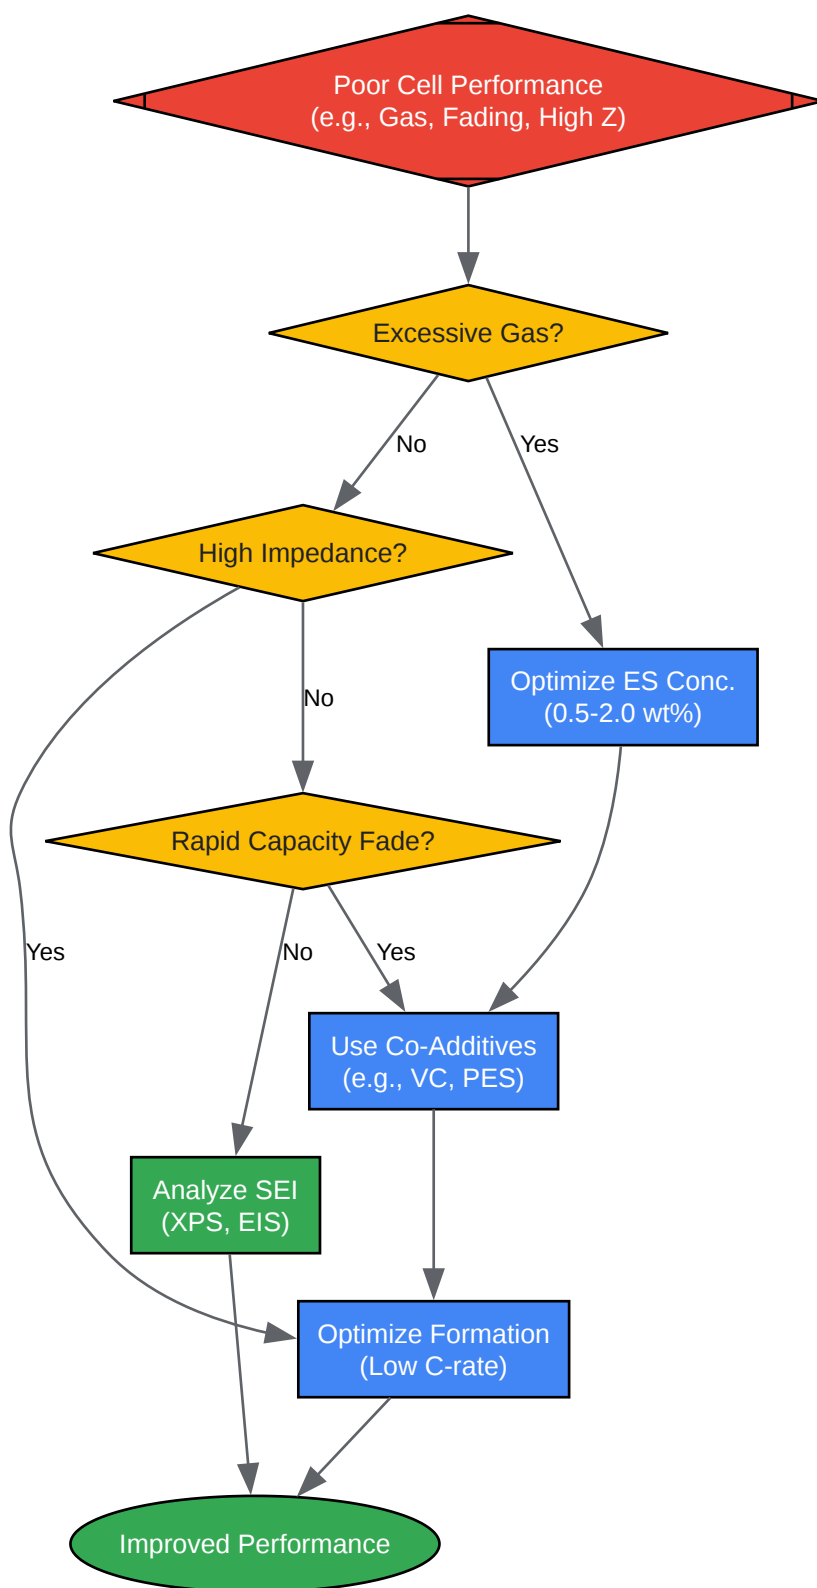 Poor Cell Performance
(e.g., Gas, Fading, High Z)
Excessive Gas?
No
Yes
High Impedance?
Optimize ES Conc.
(0.5-2.0 wt%)
No
Rapid Capacity Fade?
Yes
No
Yes
Use Co-Additives
(e.g., VC, PES)
Analyze SEI
(XPS, EIS)
Optimize Formation
(Low C-rate)
Improved Performance